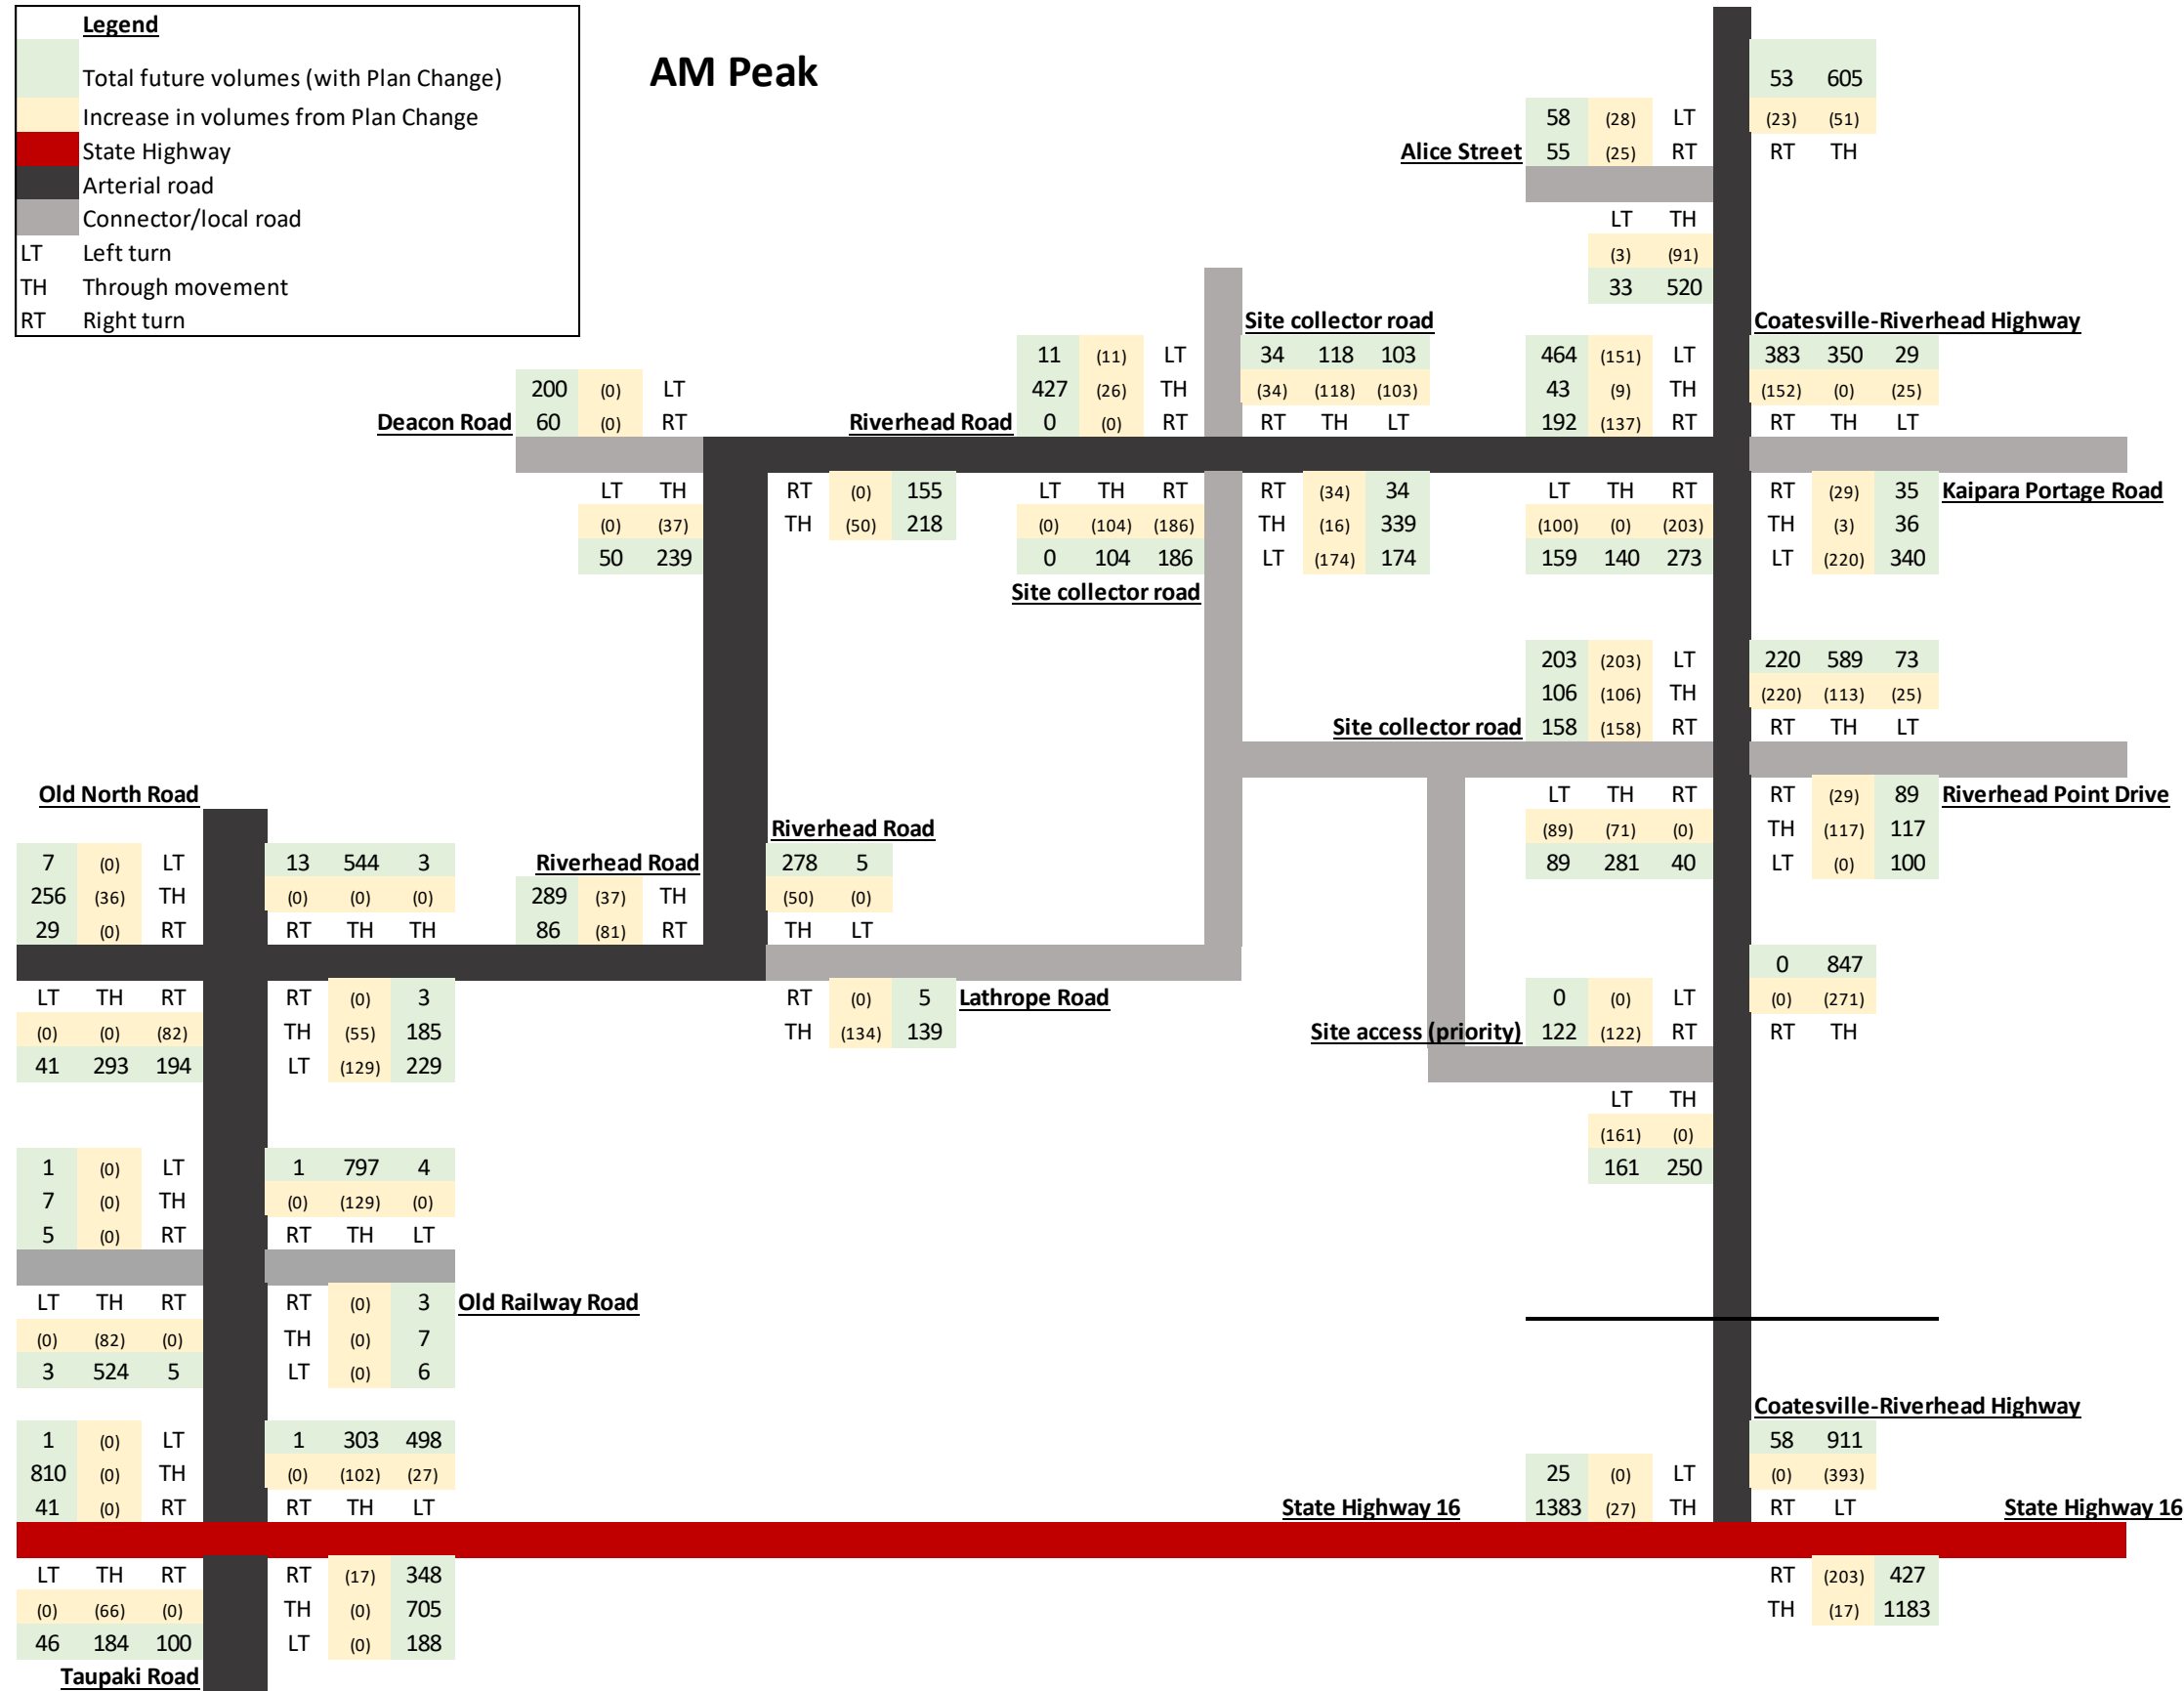 Legend
Total future volumes (with Plan Change)
Increase in volumes from Plan Change
State Highway
Arterial road
Connector/local road
LT Left turn
TH Through movement
RT Right turn
AM Peak
53 605
(23) (51)
RT TH
58 (28) LT
Alice Street 55 (25) RT
LT TH
(3) (91)
33 520
Coatesville-Riverhead Highway
383 350 29
(152) (0) (25)
RT TH LT
464 (151) LT
43 (9) TH
192 (137) RT
Site collector road
34 118 103
(34) (118) (103)
RT TH LT
11 (11) LT
427 (26) TH
Riverhead Road 0 (0) RT
200 (0) LT
Deacon Road 60 (0) RT
LT TH
(0) (37)
50 239
RT (0) 155
TH (50) 218
LT TH RT
(0) (104) (186)
0 104 186
Site collector road
RT (34) 34
TH (16) 339
LT (174) 174
LT TH RT
(100) (0) (203)
159 140 273
RT (29) 35 Kaipara Portage Road
TH (3) 36
LT (220) 340
203 (203) LT
106 (106) TH
Site collector road 158 (158) RT
220 589 73
(220) (113) (25)
RT TH LT
LT TH RT
(89) (71) (0)
89 281 40
RT (29) 89 Riverhead Point Drive
TH (117) 117
LT (0) 100
Old North Road
7 (0) LT
256 (36) TH
29 (0) RT
13 544 3
(0) (0) (0)
RT TH TH
Riverhead Road
289 (37) TH
86 (81) RT
Riverhead Road
278 5
(50) (0)
TH LT
LT TH RT
(0) (0) (82)
41 293 194
RT (0) 3
TH (55) 185
LT (129) 229
RT (0) 5 Lathrope Road
TH (134) 139
0 (0) LT
Site access (priority) 122 (122) RT
0 847
(0) (271)
RT TH
LT TH
(161) (0)
161 250
1 (0) LT
7 (0) TH
5 (0) RT
1 797 4
(0) (129) (0)
RT TH LT
LT TH RT
(0) (82) (0)
3 524 5
RT (0) 3 Old Railway Road
TH (0) 7
LT (0) 6
1 (0) LT
810 (0) TH
41 (0) RT
1 303 498
(0) (102) (27)
RT TH LT
Coatesville-Riverhead Highway
58 911
(0) (393)
RT LT
25 (0) LT
State Highway 16 1383 (27) TH
State Highway 16
LT TH RT
(0) (66) (0)
46 184 100
Taupaki Road
RT (17) 348
TH (0) 705
LT (0) 188
RT (203) 427
TH (17) 1183